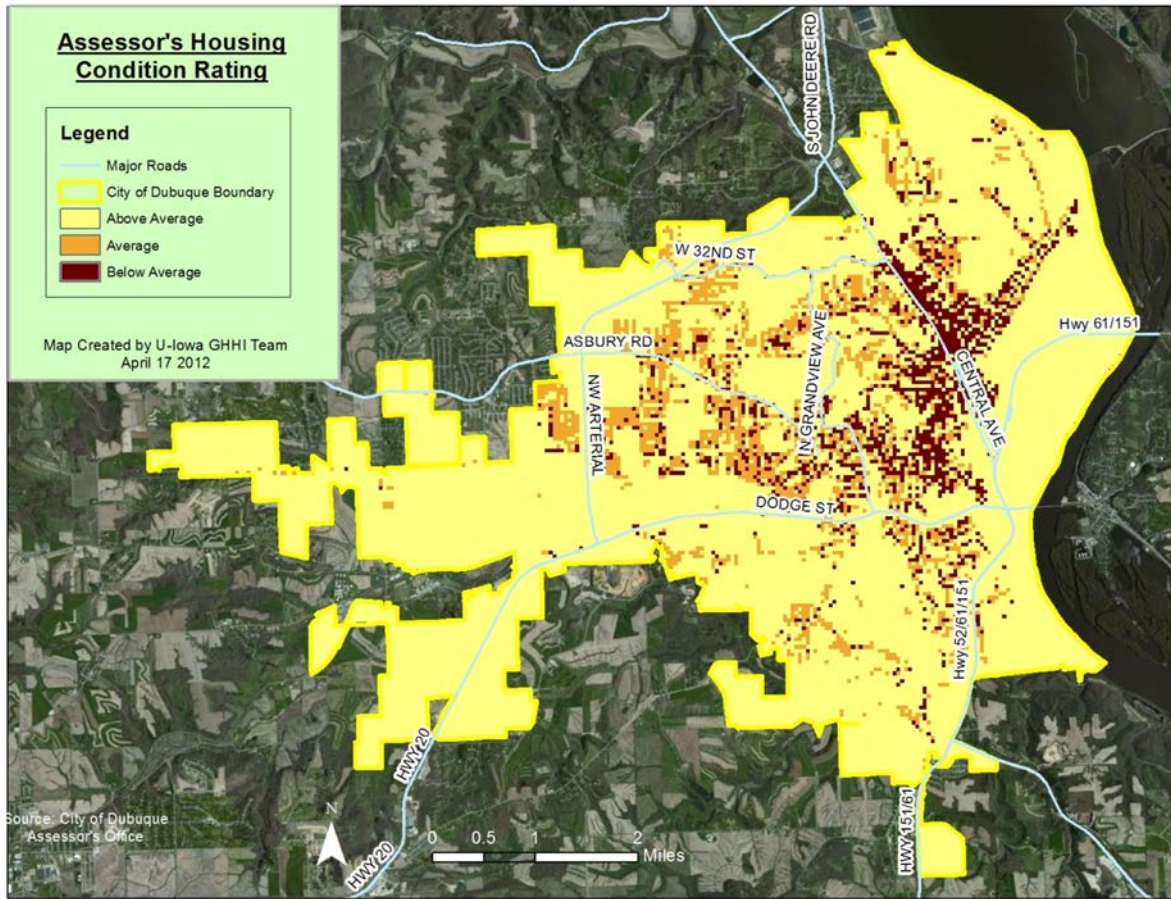 Assessor's Housing
Condition Rating
Legend
Major Roads
City of Dubuque Boundary
Above Average
Average
Below Average
Map Created by U-Iowa GHHI Team
April 17 2012
S JOHN DEERE RD
W 32ND ST
Hwy 61/151
ASBURY RD
NW ARTERIAL
N GRANDVIEW AVE
CENTRAL AVE
DODGE ST
Hwy 52/61/151
HWY 20
HWY 151/61
HWY 20
Source: City of Dubuque
Assessor's Office
N
0 0.5 1 2
Miles